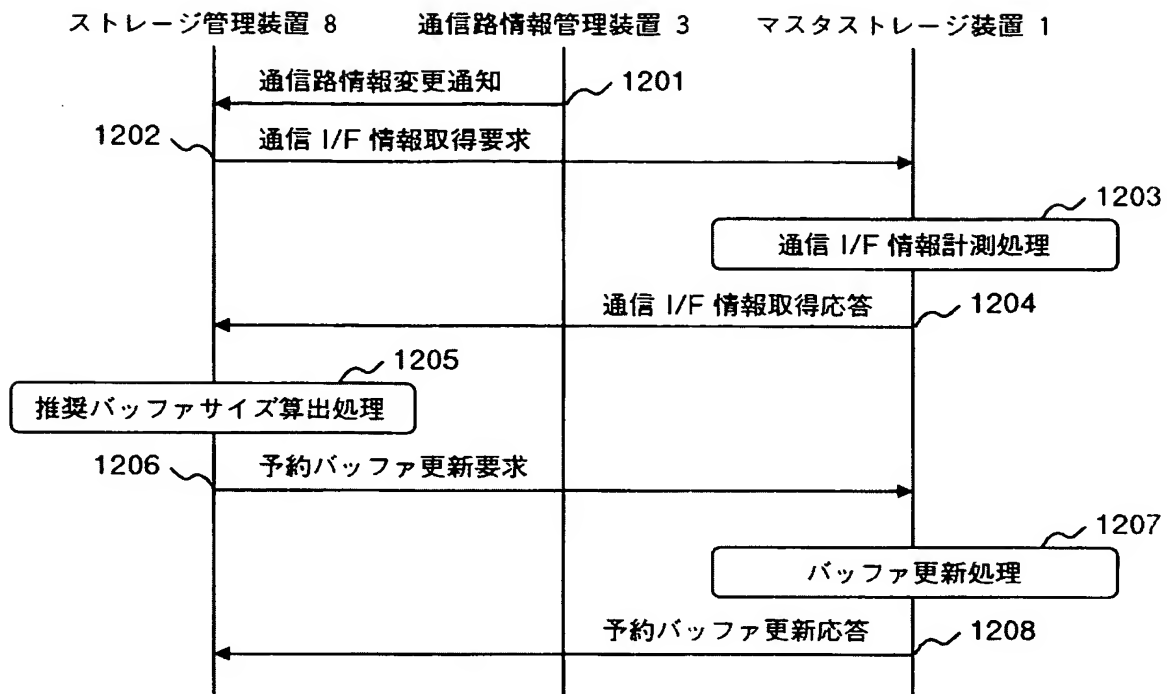 ストレージ管理装置 8
通信路情報管理装置 3
マスタストレージ装置 1
通信路情報変更通知
1201
1202
通信 I/F 情報取得要求
1203
通信 I/F 情報計測処理
通信 I/F 情報取得応答
1204
1205
推奨バッファサイズ算出処理
1206
予約バッファ更新要求
1207
バッファ更新処理
予約バッファ更新応答
1208